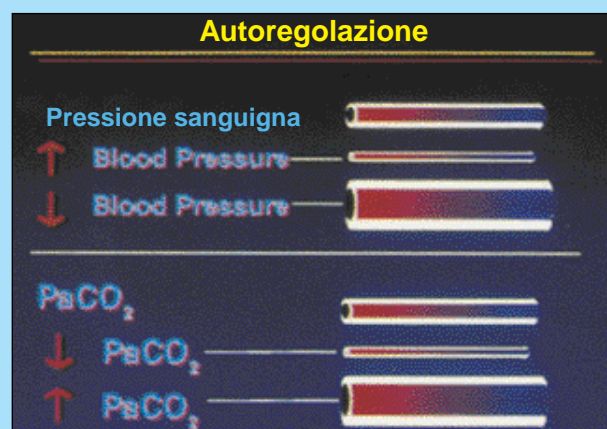 Autoregolazione
Pressione sanguigna
↑ Blood Pressure
↓ Blood Pressure
PaCO₂
↓ PaCO₂
↑ PaCO₂